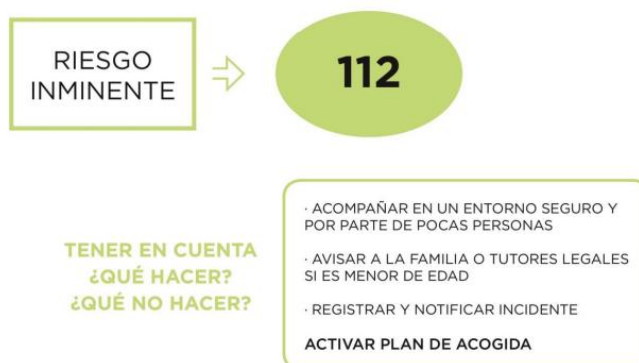 RIESGO
INMINENTE
112
TENER EN CUENTA
¿QUÉ HACER?
¿QUÉ NO HACER?
· ACOMPAÑAR EN UN ENTORNO SEGURO Y
POR PARTE DE POCAS PERSONAS
· AVISAR A LA FAMILIA O TUTORES LEGALES
SI ES MENOR DE EDAD
· REGISTRAR Y NOTIFICAR INCIDENTE
ACTIVAR PLAN DE ACOGIDA